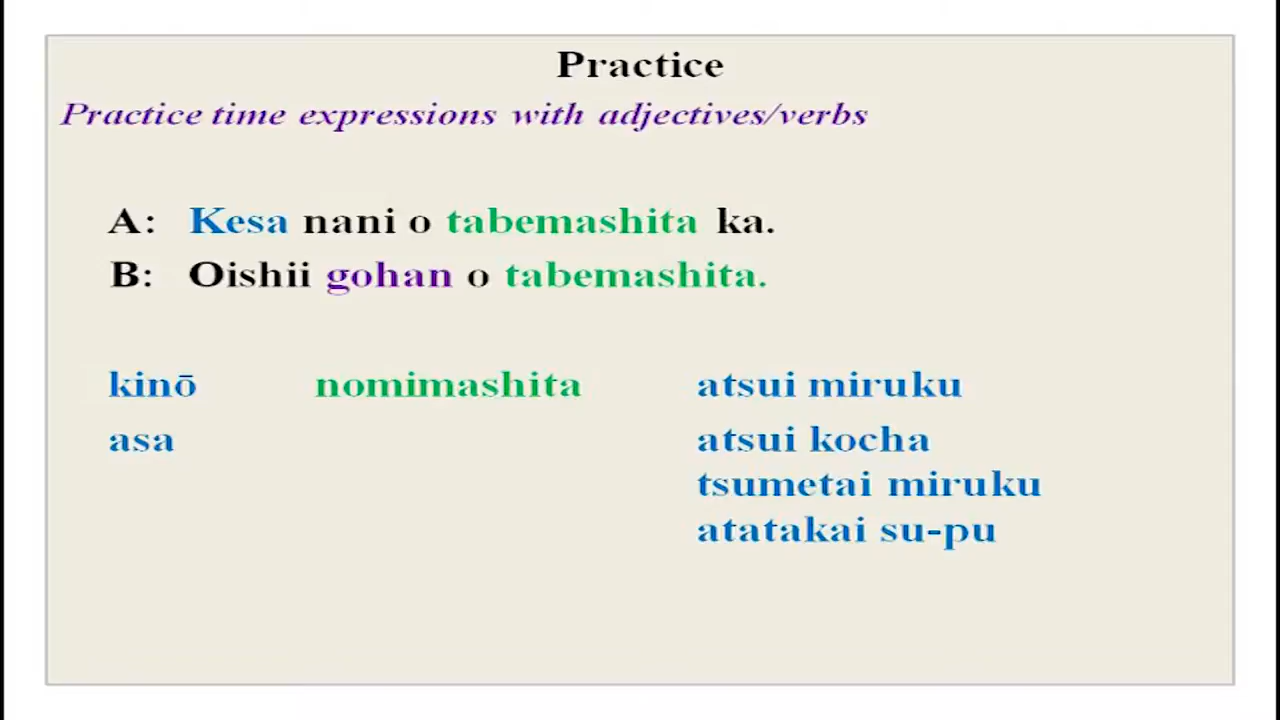 Practice
Practice time expressions with adjectives/verbs
A: Kesa nani o tabemashita ka.
B: Oishii gohan o tabemashita.
kinō nomimashita atsui miruku
asa atsui kocha
tsumetai miruku
atatakai su-pu